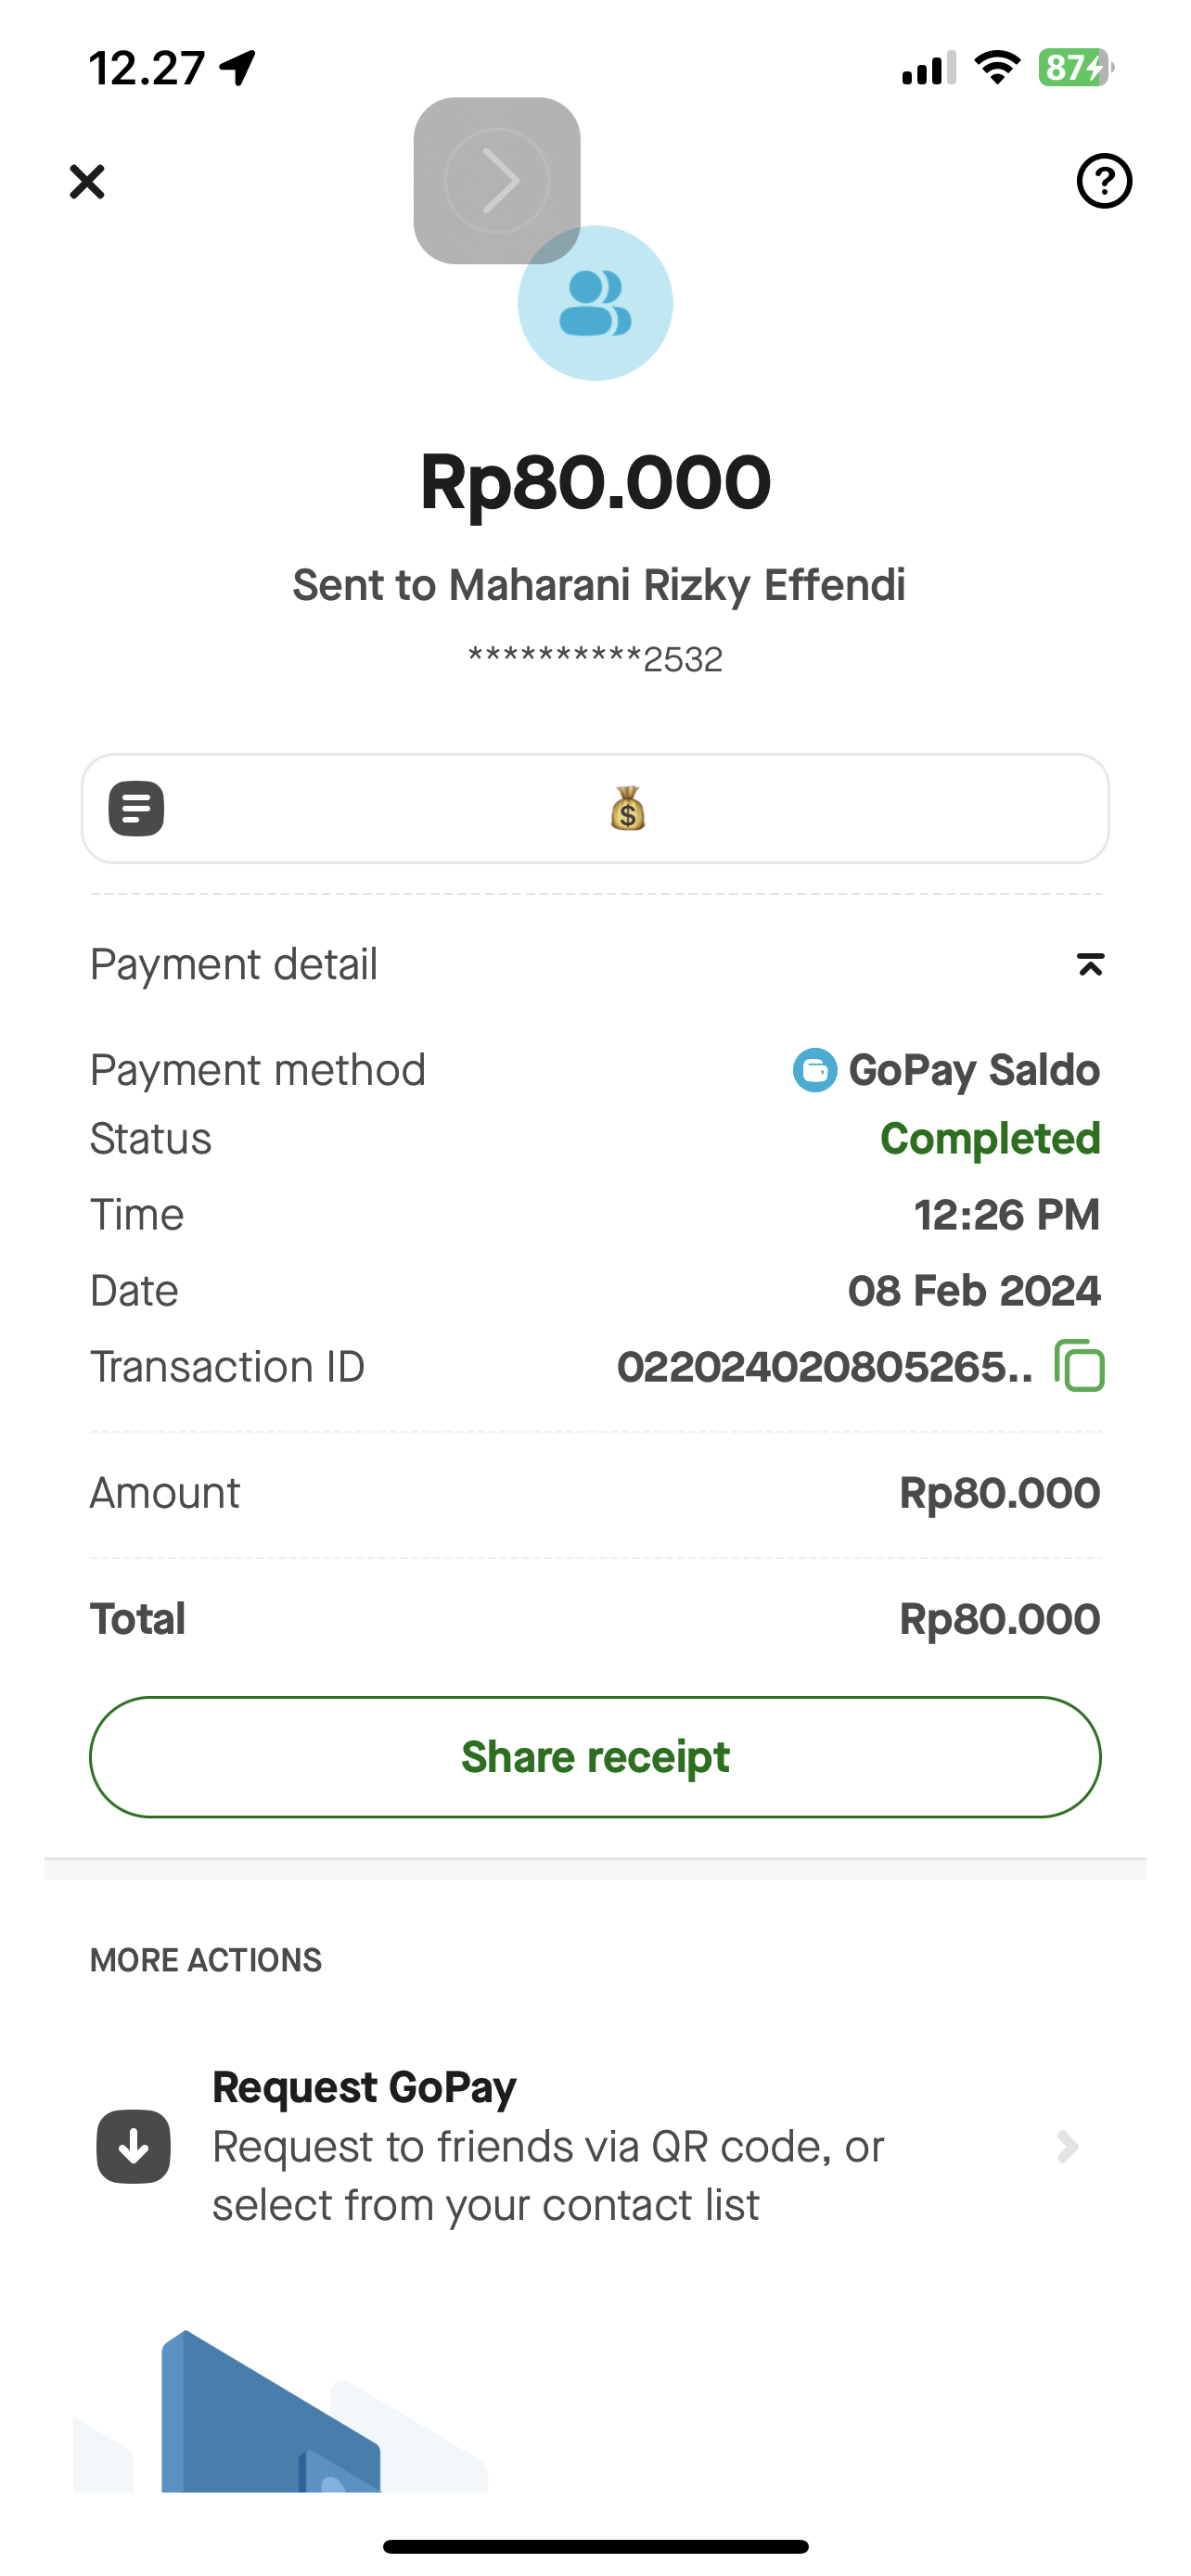 12.27
87
Rp80.000
Sent to Maharani Rizky Effendi
**********2532
Payment detail
Payment method GoPay Saldo
Status Completed
Time 12:26 PM
Date 08 Feb 2024
Transaction ID 022024020805265..
Amount Rp80.000
Total Rp80.000
Share receipt
MORE ACTIONS
Request GoPay
Request to friends via QR code, or
select from your contact list